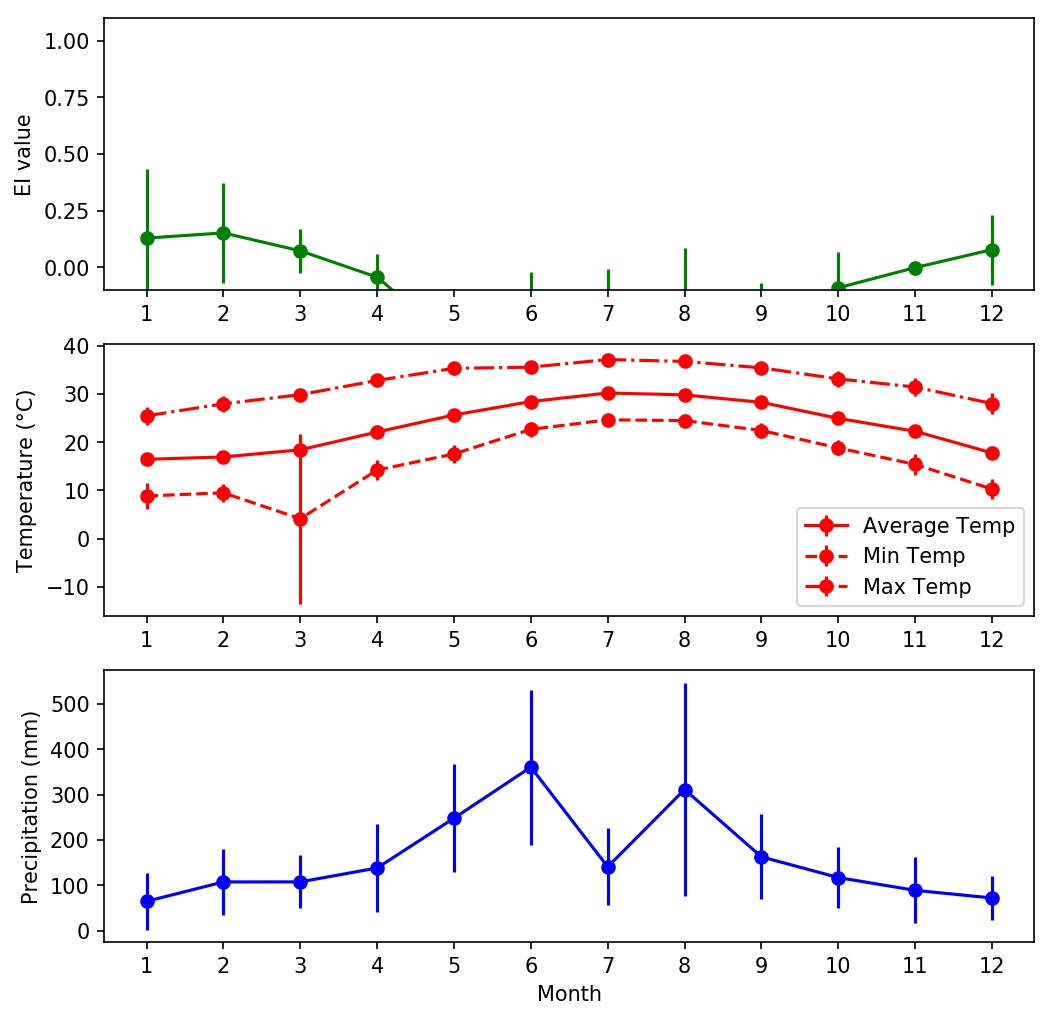 EI value
1.00
0.75
0.50
0.25
0.00
1 2 3 4 5 6 7 8 9 10 11 12
Temperature (°C)
40
30
20
10
0
−10
Average Temp
Min Temp
Max Temp
1 2 3 4 5 6 7 8 9 10 11 12
Precipitation (mm)
500
400
300
200
100
0
1 2 3 4 5 6 7 8 9 10 11 12
Month